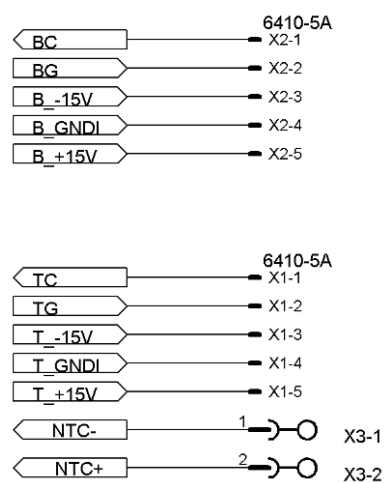 6410-5A
BC X2-1
BG X2-2
B_-15V X2-3
B_GNDI X2-4
B_+15V X2-5
6410-5A
TC X1-1
TG X1-2
T_-15V X1-3
T_GNDI X1-4
T_+15V X1-5
NTC- 1 X3-1
NTC+ 2 X3-2